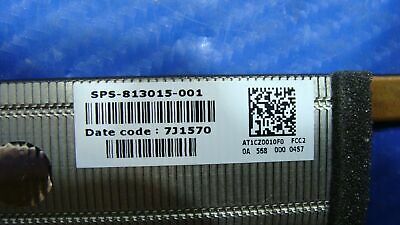 SPS-813015-001
Date code : 7J1570
AT1CZ0010F0 FCC2
0A 568 000 0457